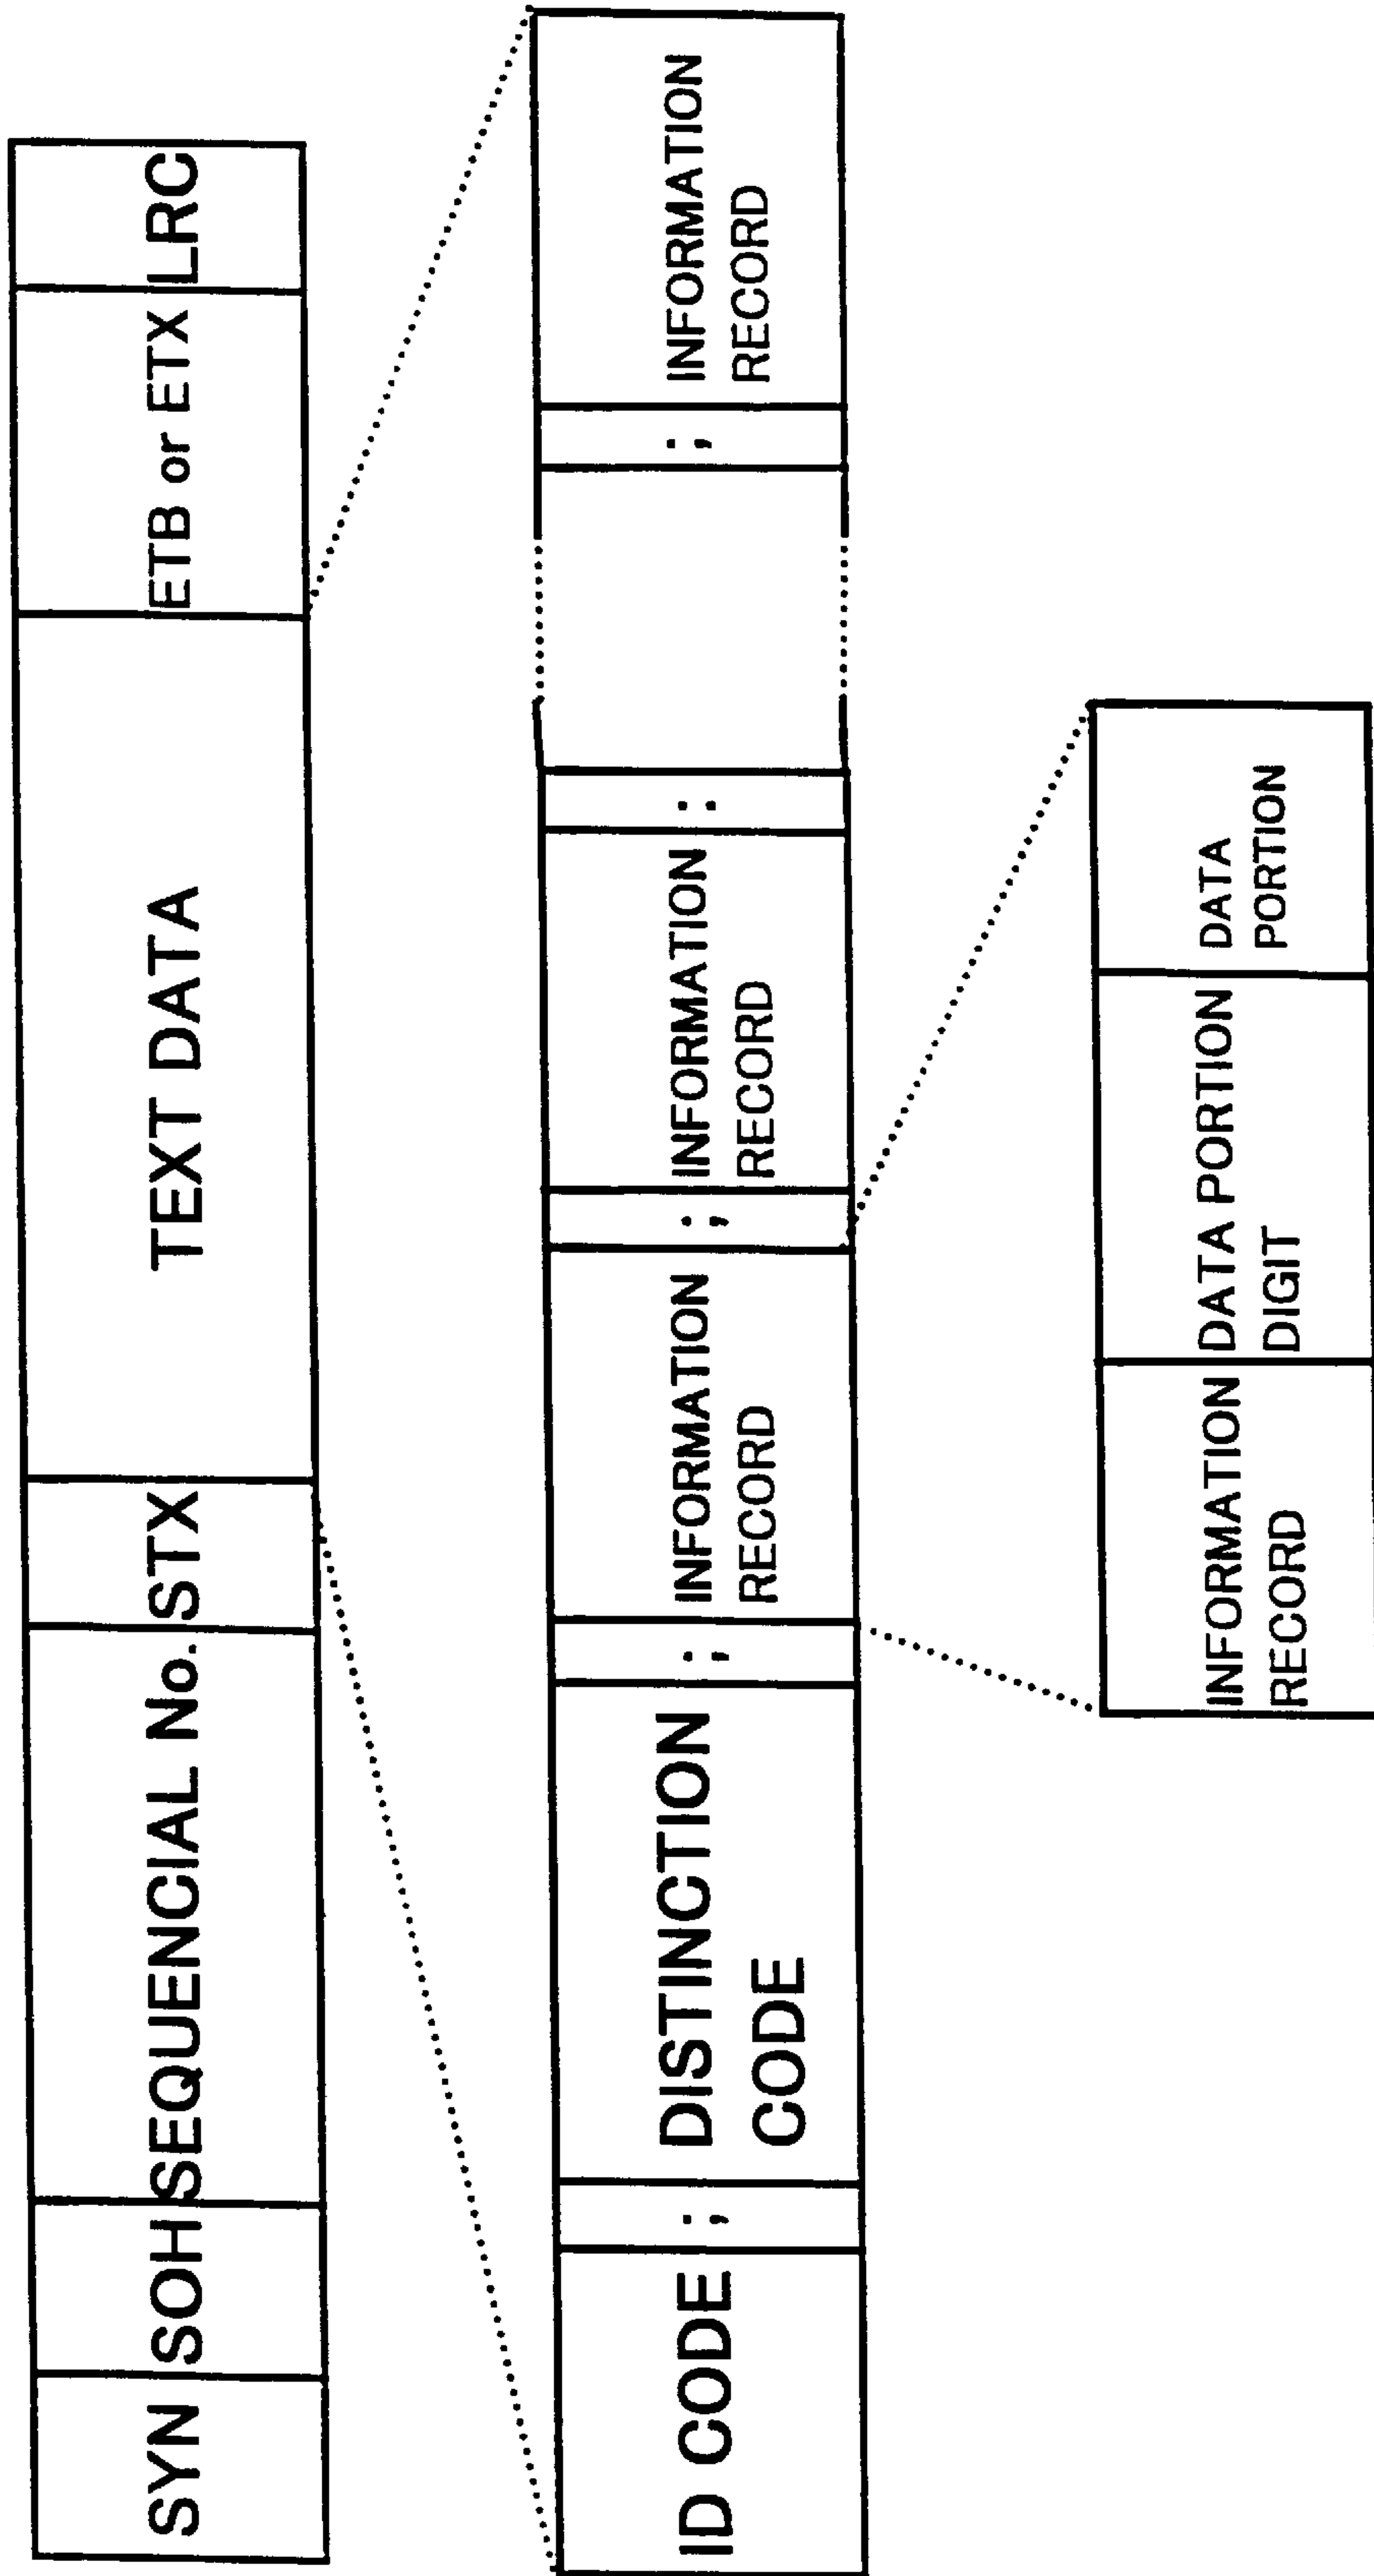 SYN
SOH
SEQUENCIAL No.
STX
TEXT DATA
ETB or ETX
LRC
ID CODE
;
DISTINCTION
CODE
;
INFORMATION
RECORD
;
INFORMATION
RECORD
:
;
INFORMATION
RECORD
INFORMATION
RECORD
DATA PORTION
DIGIT
DATA
PORTION